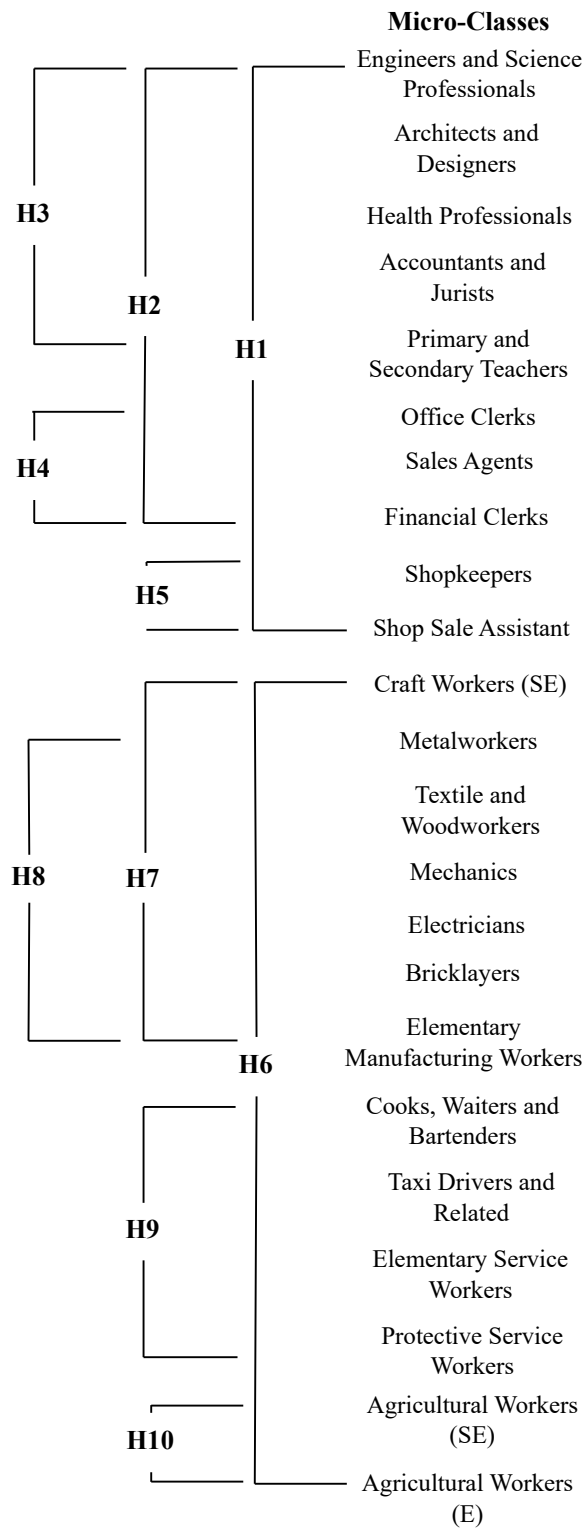 Micro-Classes
Engineers and Science
Professionals
Architects and
Designers
H3
Health Professionals
Accountants and
Jurists
H2
H1
Primary and
Secondary Teachers
Office Clerks
H4
Sales Agents
Financial Clerks
Shopkeepers
H5
Shop Sale Assistant
Craft Workers (SE)
Metalworkers
Textile and
Woodworkers
H8
H7
Mechanics
Electricians
Bricklayers
Elementary
Manufacturing Workers
H6
Cooks, Waiters and
Bartenders
Taxi Drivers and
Related
H9
Elementary Service
Workers
Protective Service
Workers
Agricultural Workers
(SE)
H10
Agricultural Workers
(E)